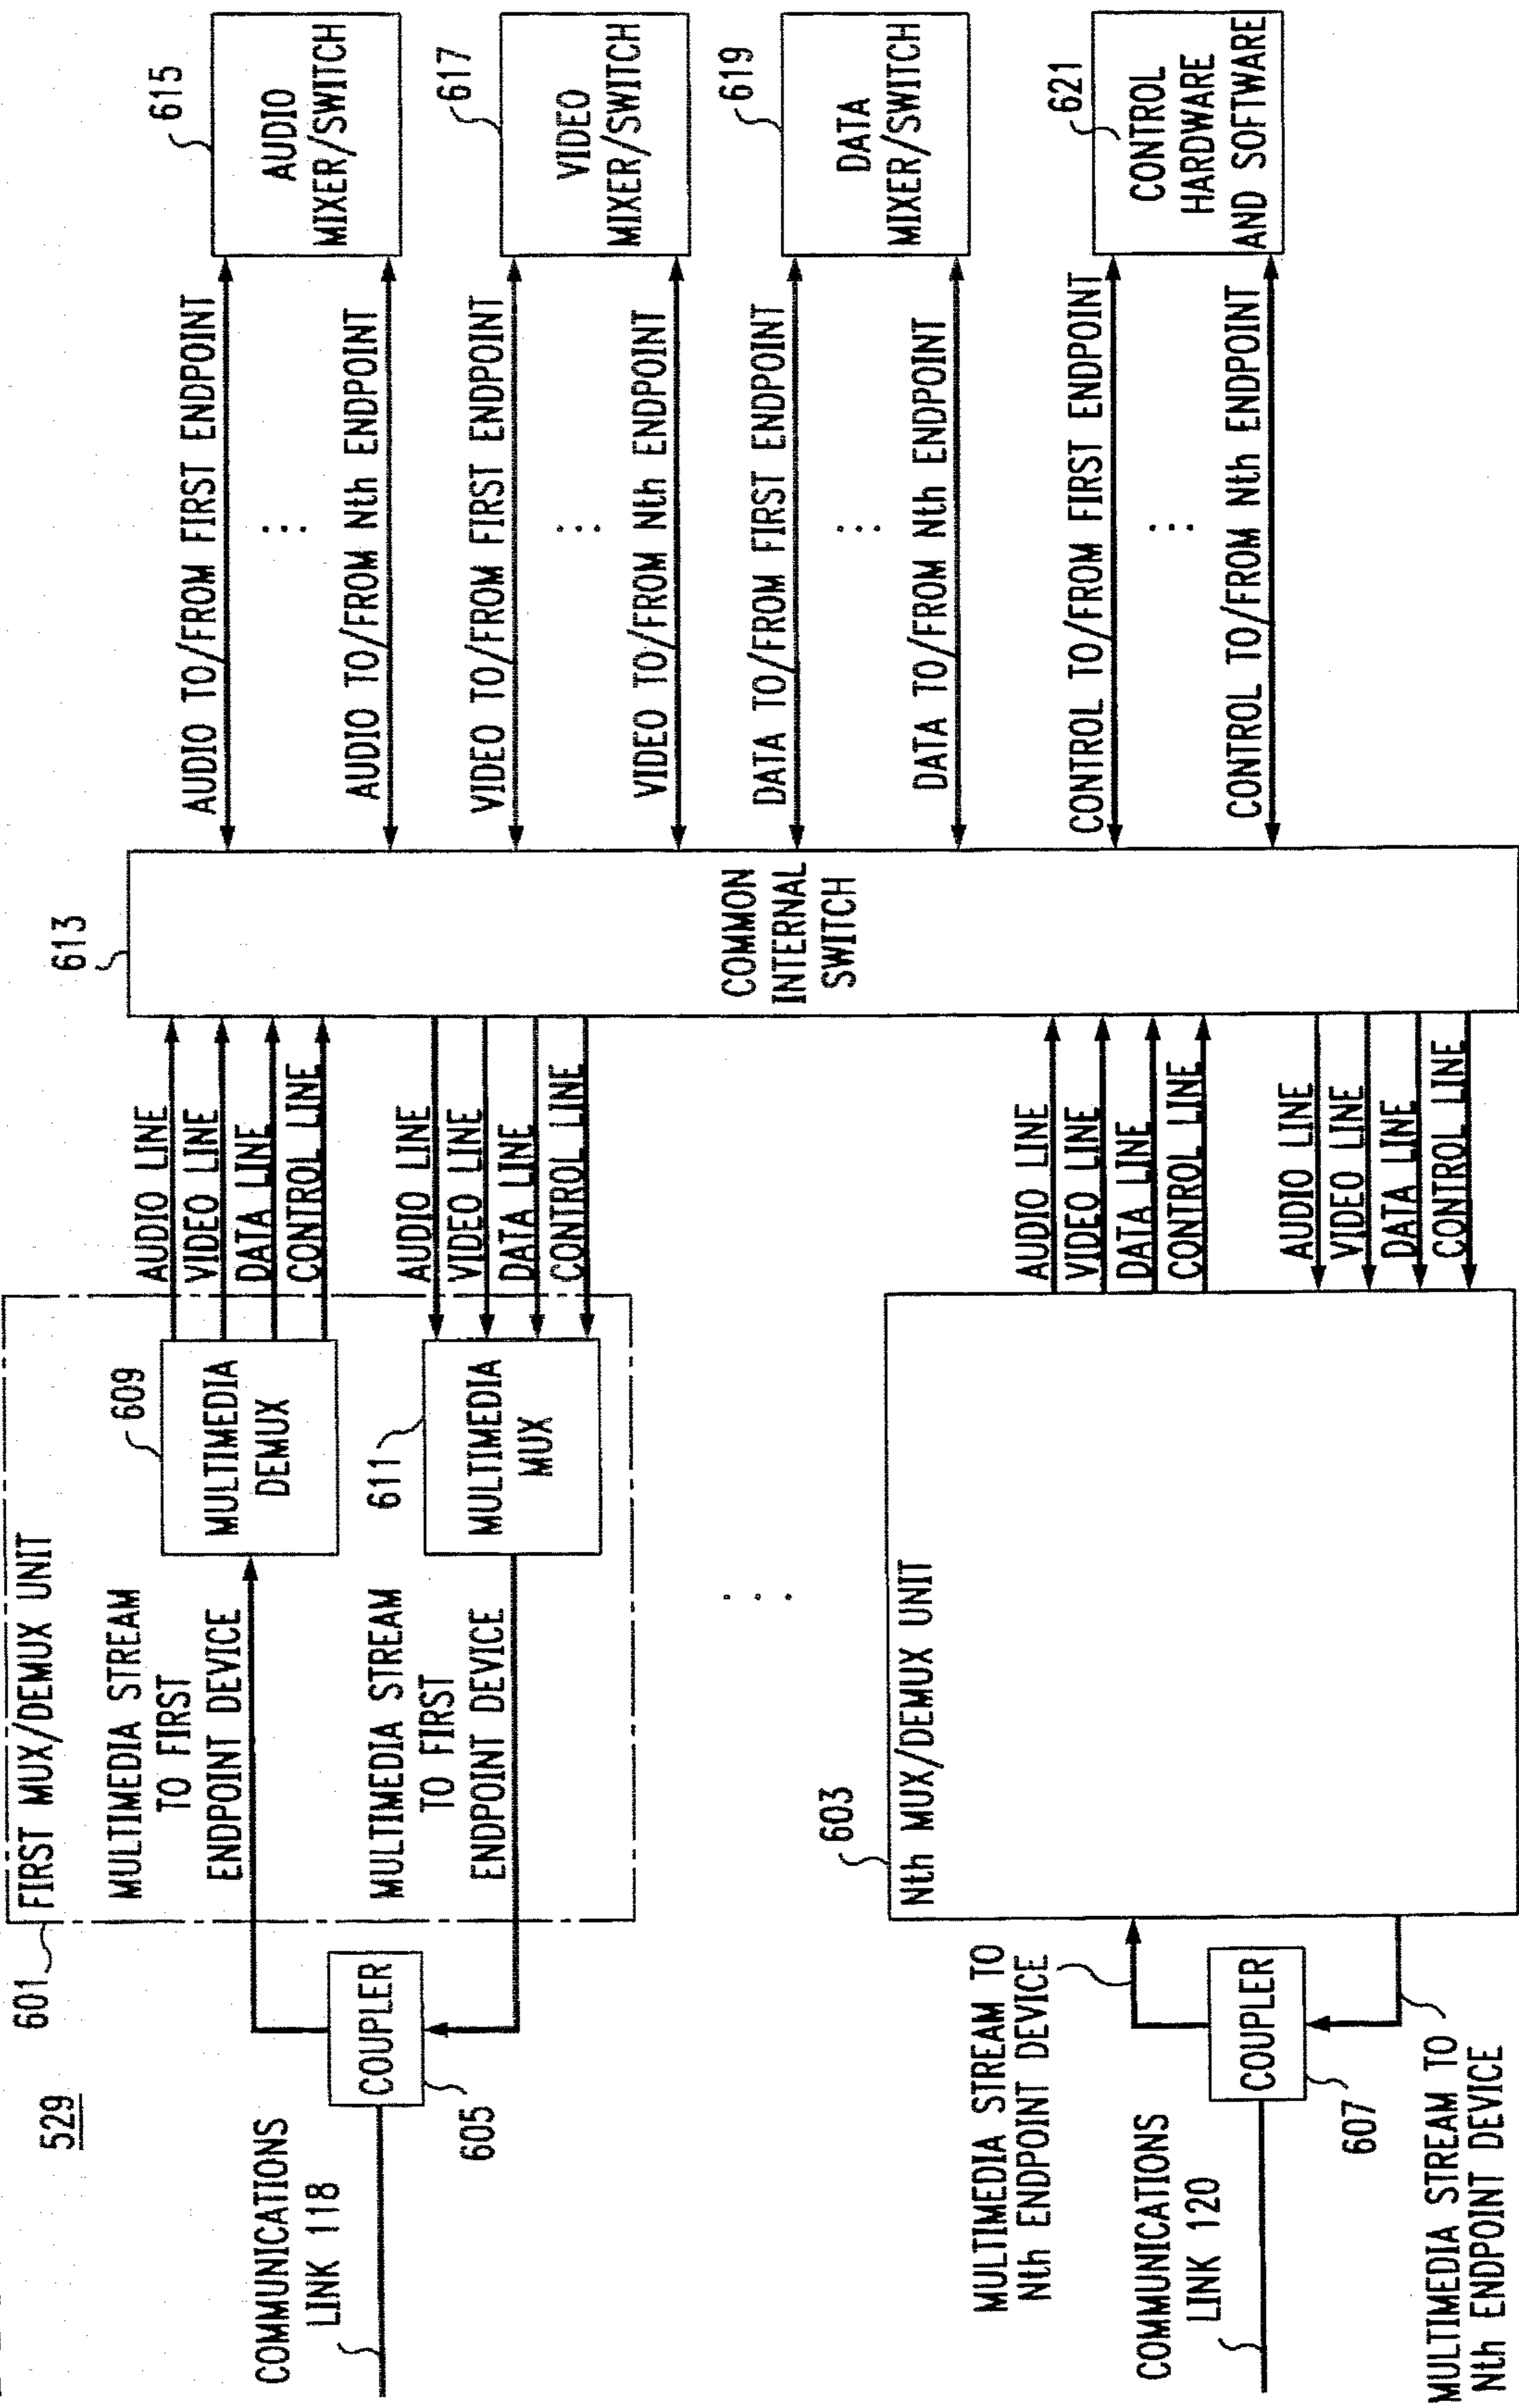 529
601
FIRST MUX/DEMUX UNIT
COMMUNICATIONS
LINK 118
COUPLER
605
MULTIMEDIA STREAM
TO FIRST
ENDPOINT DEVICE
MULTIMEDIA STREAM
TO FIRST
ENDPOINT DEVICE
609
MULTIMEDIA
DEMUX
611
MULTIMEDIA
MUX
AUDIO LINE
VIDEO LINE
DATA LINE
CONTROL LINE
AUDIO LINE
VIDEO LINE
DATA LINE
CONTROL LINE
613
COMMON
INTERNAL
SWITCH
AUDIO TO/FROM FIRST ENDPOINT
...
AUDIO TO/FROM Nth ENDPOINT
VIDEO TO/FROM FIRST ENDPOINT
...
VIDEO TO/FROM Nth ENDPOINT
DATA TO/FROM FIRST ENDPOINT
...
DATA TO/FROM Nth ENDPOINT
CONTROL TO/FROM FIRST ENDPOINT
...
CONTROL TO/FROM Nth ENDPOINT
615
AUDIO
MIXER/SWITCH
617
VIDEO
MIXER/SWITCH
619
DATA
MIXER/SWITCH
621
CONTROL
HARDWARE
AND SOFTWARE
...
603
Nth MUX/DEMUX UNIT
MULTIMEDIA STREAM TO
Nth ENDPOINT DEVICE
COMMUNICATIONS
LINK 120
COUPLER
607
MULTIMEDIA STREAM TO
Nth ENDPOINT DEVICE
AUDIO LINE
VIDEO LINE
DATA LINE
CONTROL LINE
AUDIO LINE
VIDEO LINE
DATA LINE
CONTROL LINE